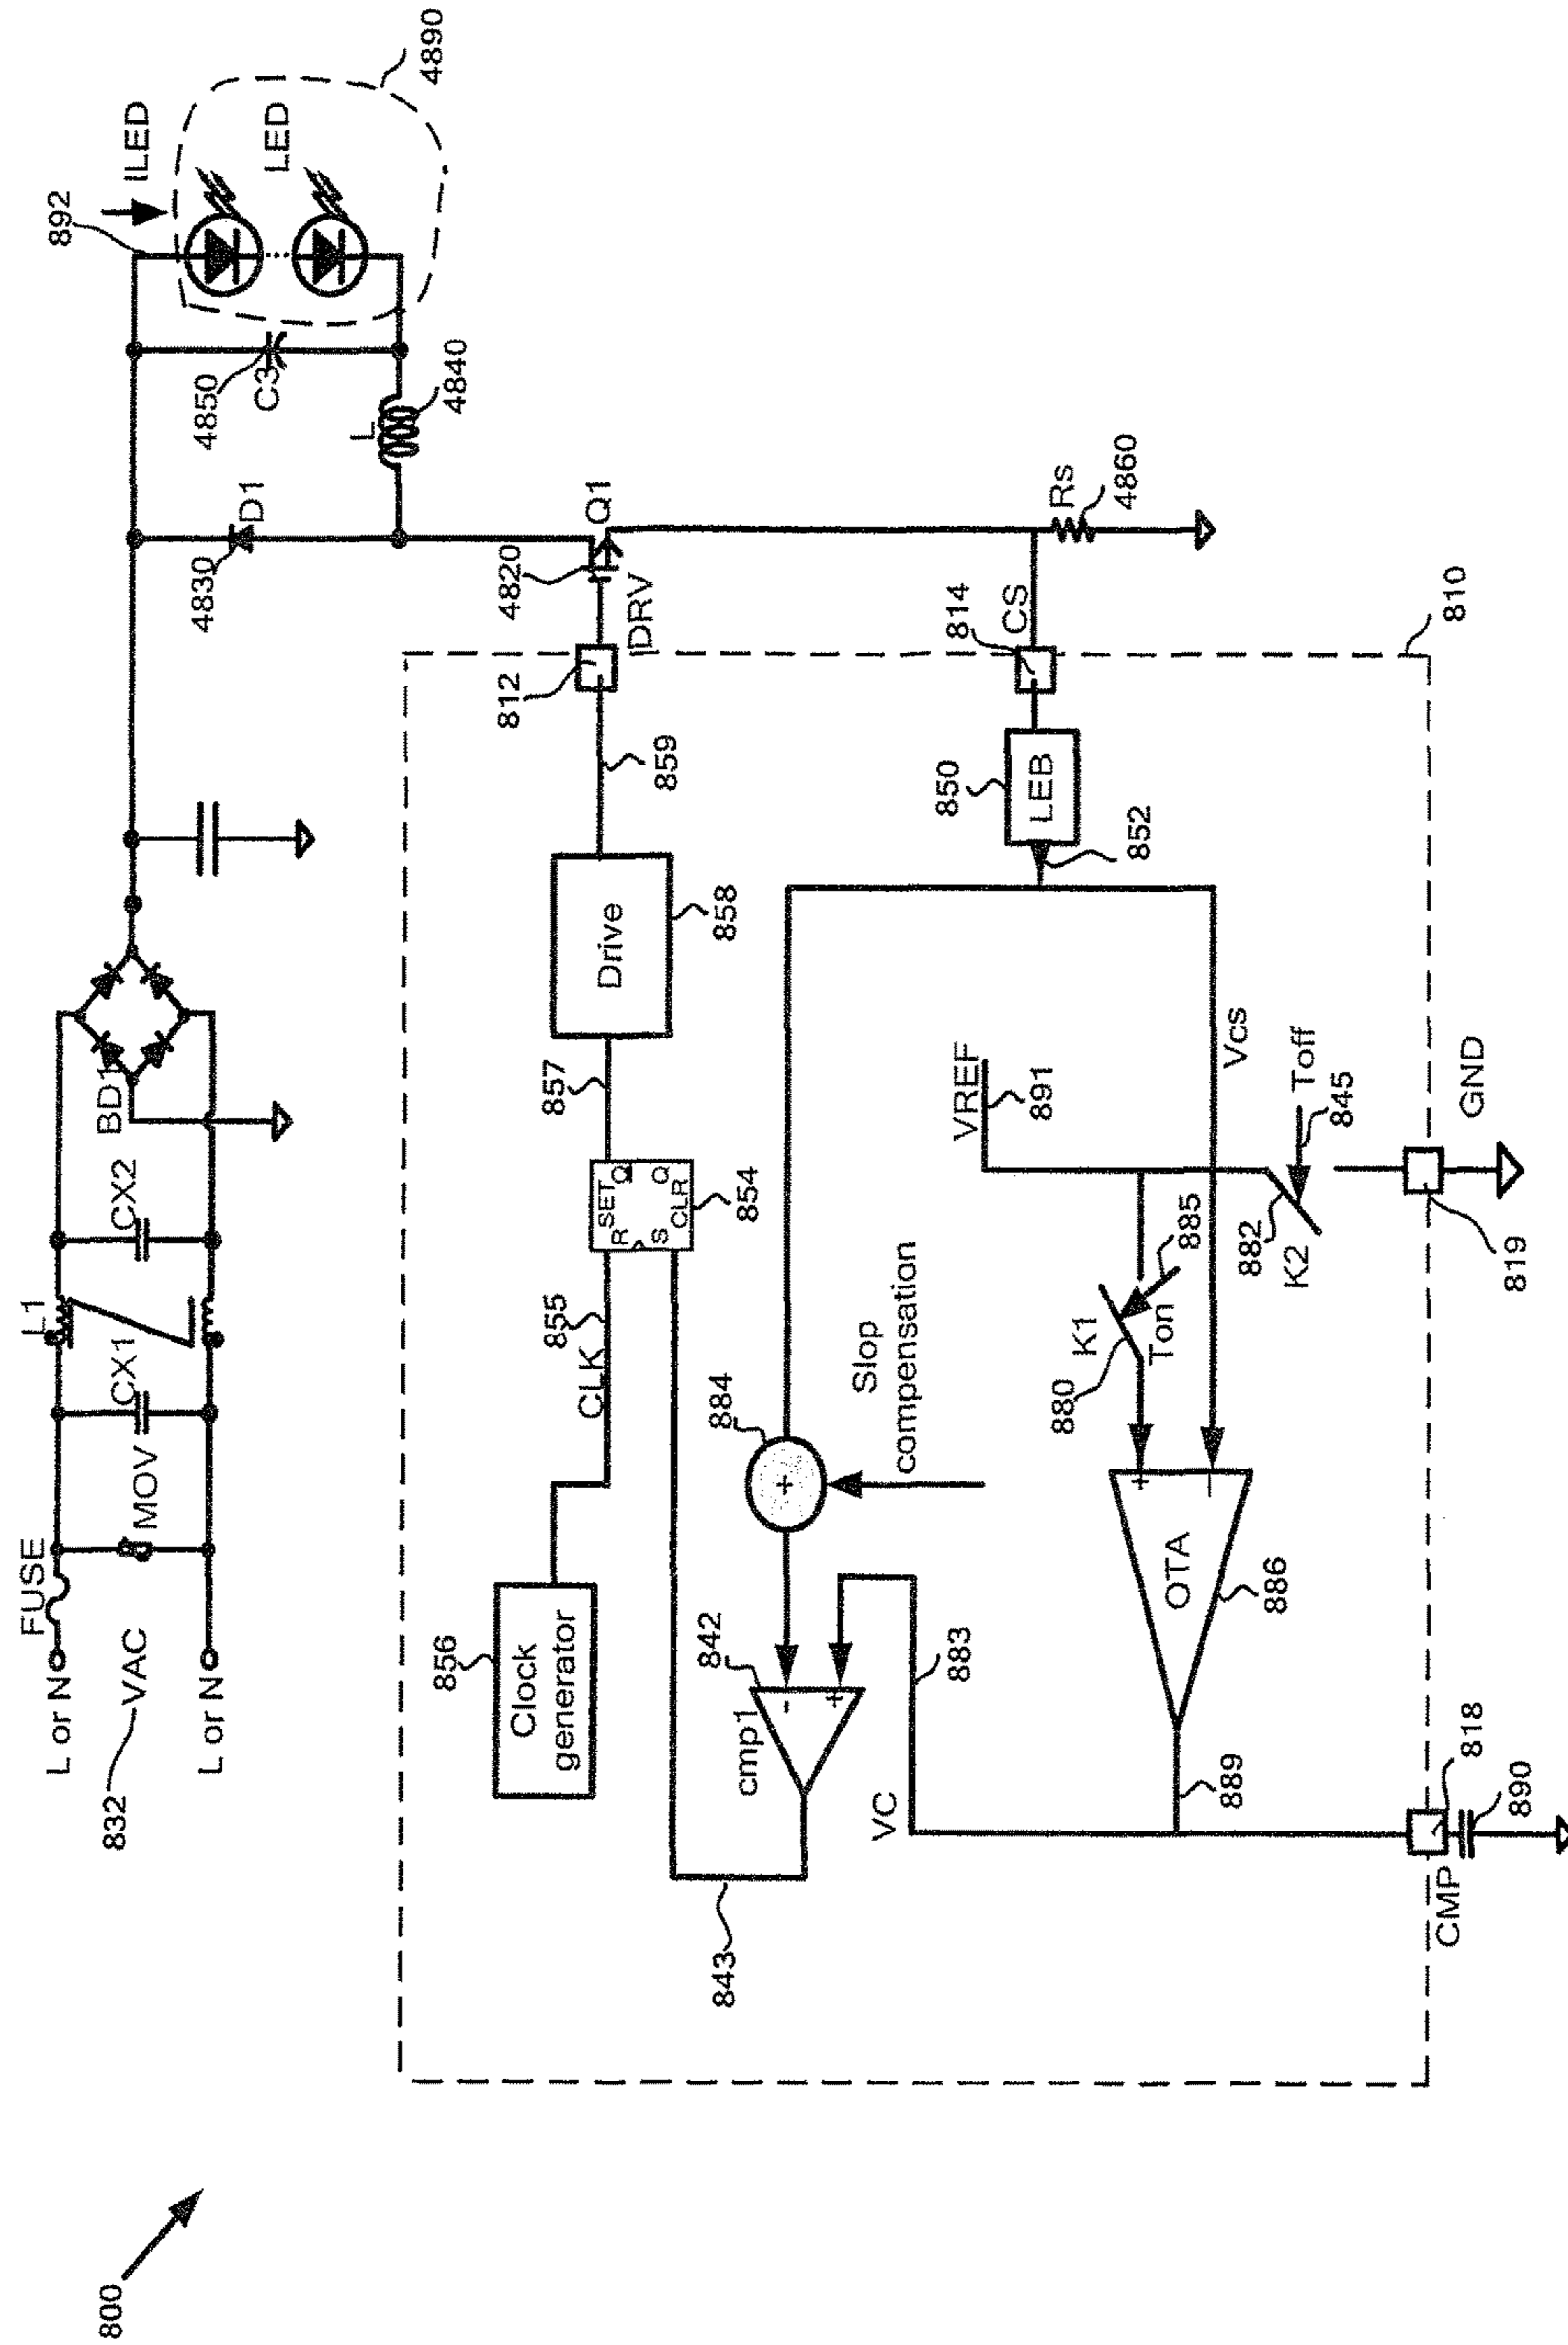 800
832
VAC
L or N
L or N
FUSE
MOV
CX1
L1
CX2
BD1
4830
D1
4850
C3
L
4840
892
ILED
LED
4890
4820
Q1
DRV
812
859
Drive
858
857
SET
R
Q
S
Q
CLR
854
855
CLK
856
Clock
generator
843
cmp1
842
-
+
884
+
Slop
compensation
VC
883
OTA
+
-
886
889
880
K1
Ton
885
VREF
891
Vcs
882
K2
Toff
845
850
LEB
852
814
CS
Rs
4860
810
GND
819
CMP
818
890